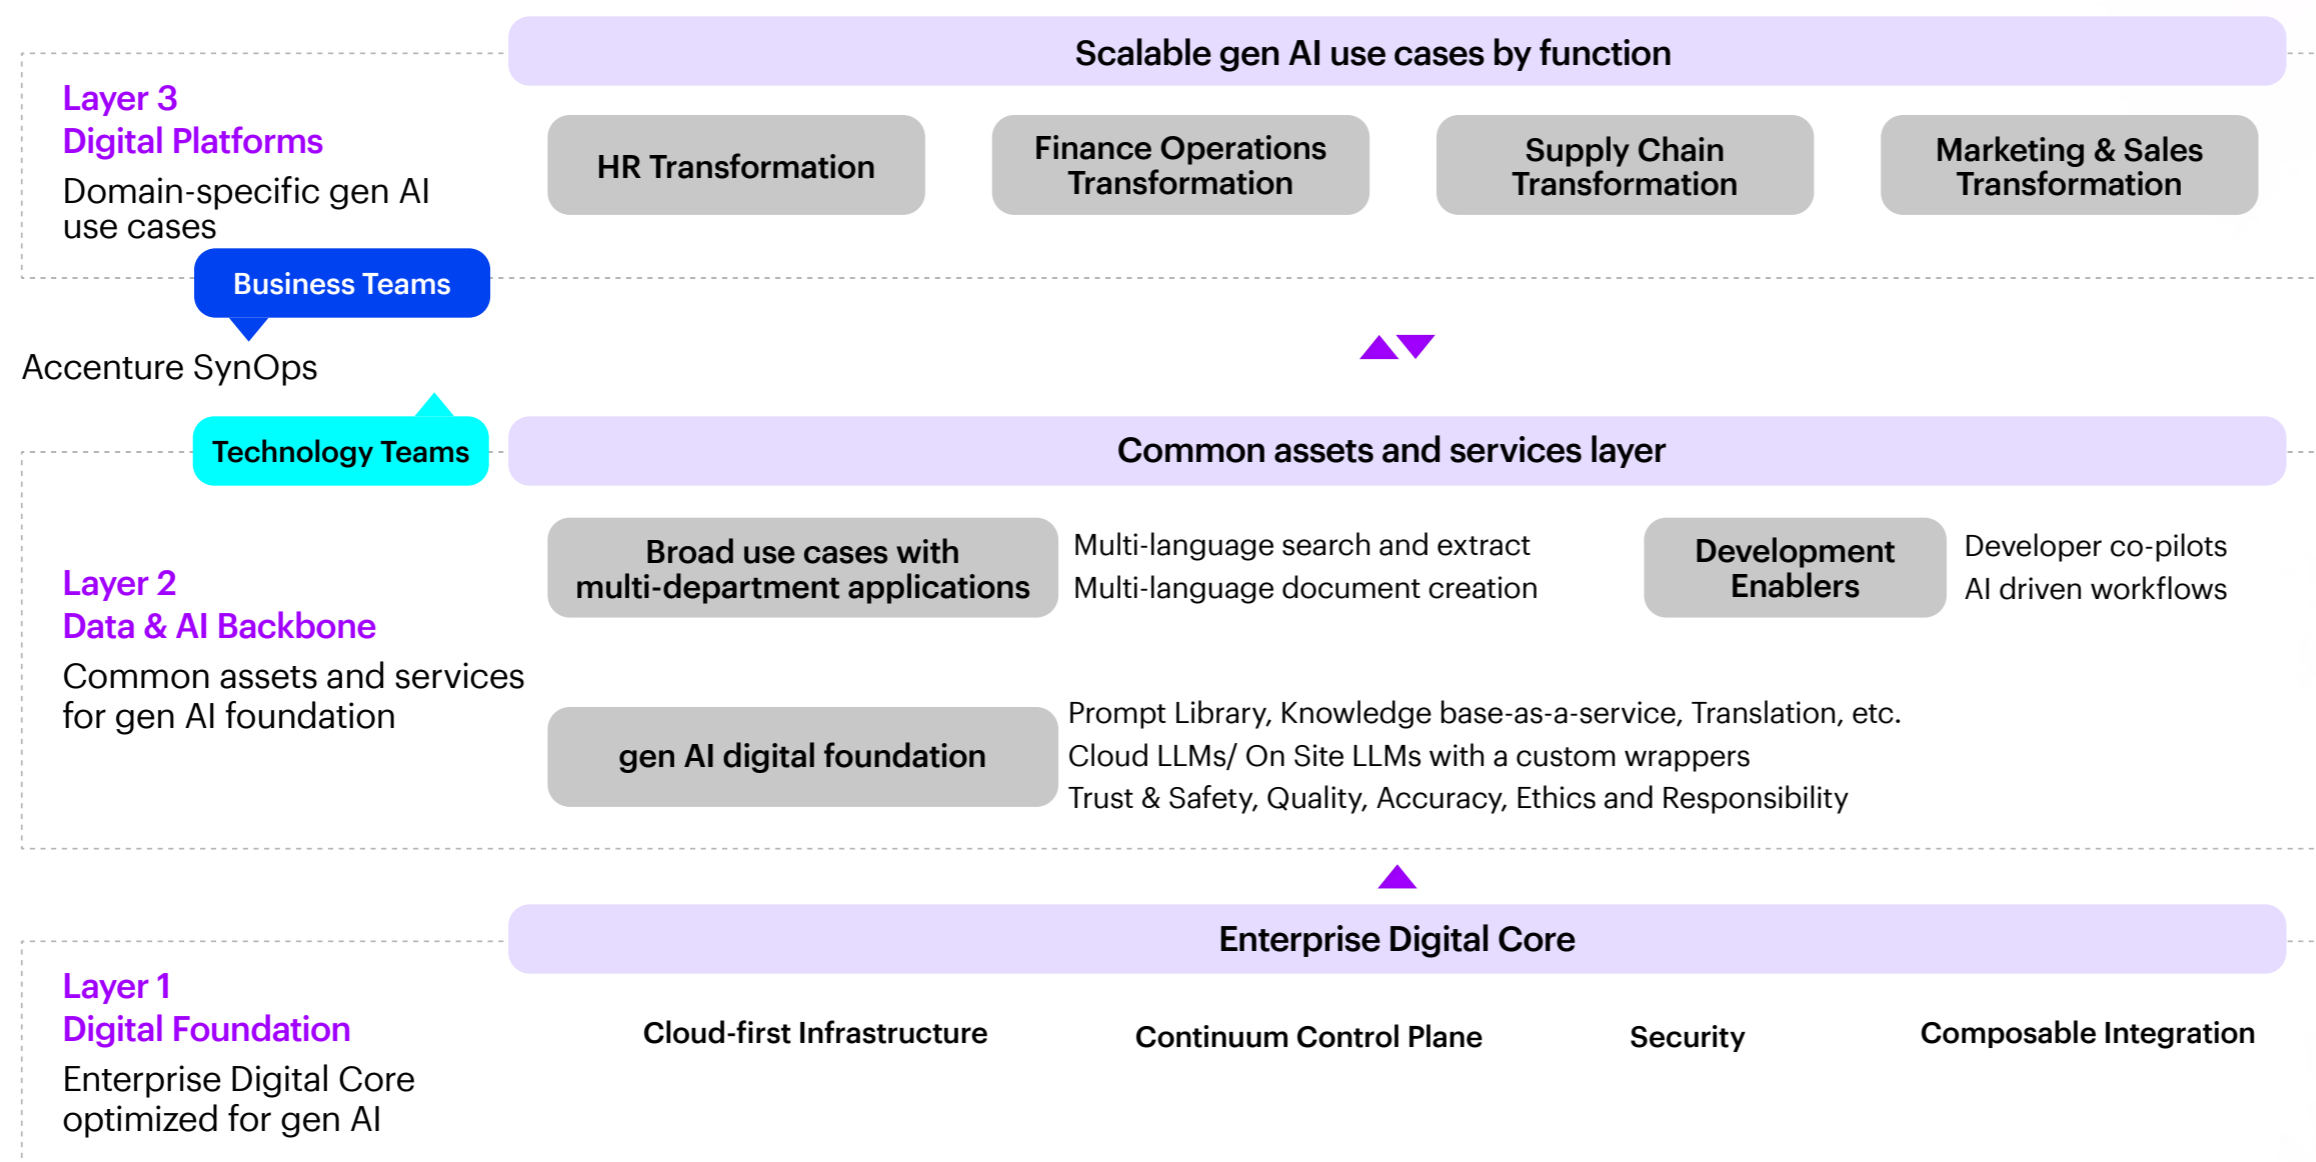 Scalable gen AI use cases by function
Layer 3
Digital Platforms
Domain-specific gen AI
use cases
HR Transformation
Finance Operations
Transformation
Supply Chain
Transformation
Marketing & Sales
Transformation
Business Teams
Accenture SynOps
Technology Teams
Common assets and services layer
Layer 2
Data & AI Backbone
Common assets and services
for gen AI foundation
Broad use cases with
multi-department applications
Multi-language search and extract
Multi-language document creation
Development
Enablers
Developer co-pilots
AI driven workflows
gen AI digital foundation
Prompt Library, Knowledge base-as-a-service, Translation, etc.
Cloud LLMs/ On Site LLMs with a custom wrappers
Trust & Safety, Quality, Accuracy, Ethics and Responsibility
Enterprise Digital Core
Layer 1
Digital Foundation
Enterprise Digital Core
optimized for gen AI
Cloud-first Infrastructure
Continuum Control Plane
Security
Composable Integration